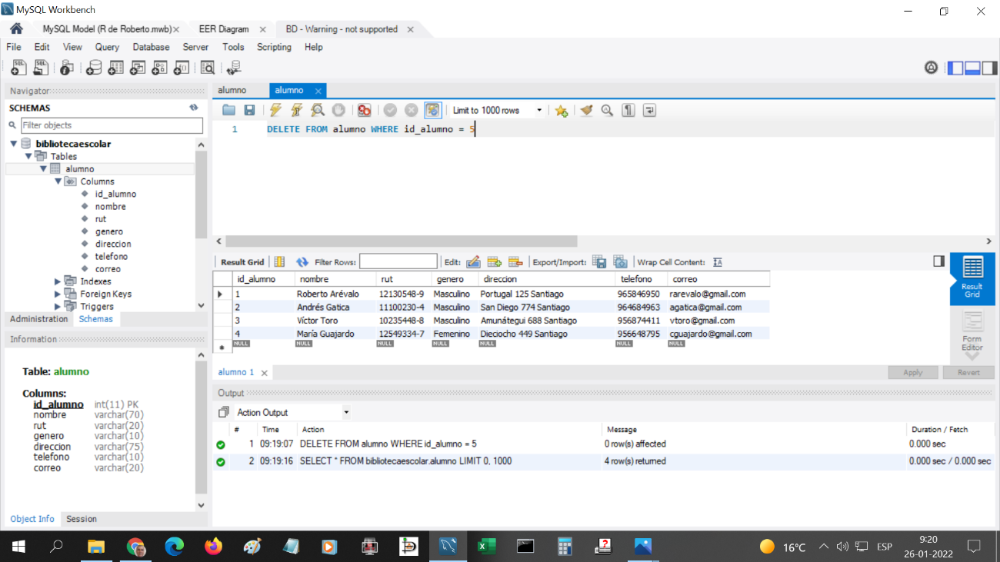 MySQL Workbench
MySQL Model (R de Roberto.mwb) EER Diagram BD - Warning - not supported
File Edit View Query Database Server Tools Scripting Help
Navigator
SCHEMAS
Filter objects
bibliotecaescolar
Tables
alumno
Columns
id_alumno
nombre
rut
genero
direccion
telefono
correo
Indexes
Foreign Keys
Triggers
Administration Schemas
Information
Table: alumno
Columns:
id_alumno int(11) PK
nombre varchar(70)
rut varchar(20)
genero varchar(10)
direccion varchar(75)
telefono varchar(10)
correo varchar(20)
Object Info Session
alumno alumno
Limit to 1000 rows
1 DELETE FROM alumno WHERE id_alumno = 5
Result Grid Filter Rows: Edit: Export/Import: Wrap Cell Content:
id_alumno nombre rut genero direccion telefono correo
1 Roberto Arévalo 12130548-9 Masculino Portugal 125 Santiago 965846950 rarevalo@gmail.com
2 Andrés Gatica 11100230-4 Masculino San Diego 774 Santiago 964684963 agatica@gmail.com
3 Víctor Toro 10235448-8 Masculino Amunátegui 688 Santiago 956874411 vtoro@gmail.com
4 María Guajardo 12549334-7 Femenino Dieciocho 449 Santiago 956648795 cguajardo@gmail.com
NULL NULL NULL NULL NULL NULL NULL
Result
Grid
Form
Editor
alumno 1 Apply Revert
Output
Action Output
# Time Action Message Duration / Fetch
1 09:19:07 DELETE FROM alumno WHERE id_alumno = 5 0 row(s) affected 0.000 sec
2 09:19:16 SELECT * FROM bibliotecaescolar.alumno LIMIT 0, 1000 4 row(s) returned 0.000 sec / 0.000 sec
16°C ESP 9:20
26-01-2022